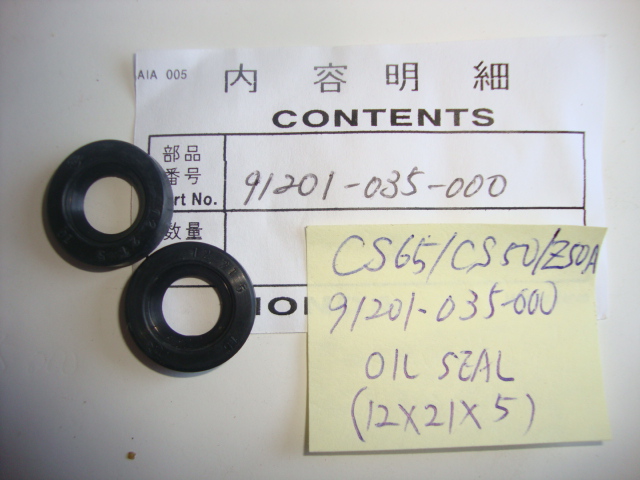 AIA 005
内容明細
CONTENTS
部品
番号
91201-035-000
rt No.
数量
CS65/CS50/Z50A
91201-035-000
OIL SEAL
(12X21X5)